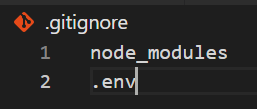 .gitignore
1 node_modules
2 .env